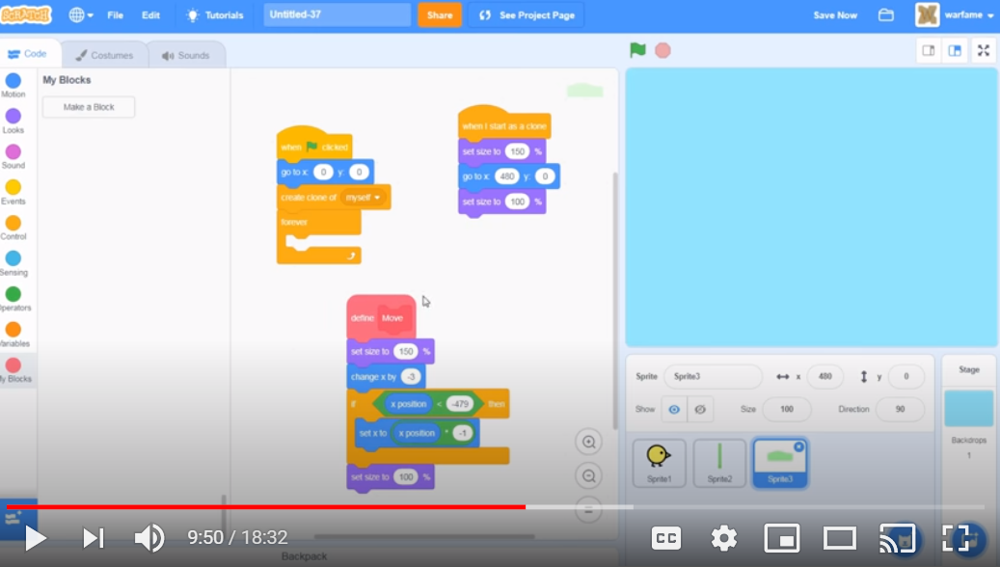 SCRATCH
File Edit Tutorials Untitled-37 Share See Project Page Save Now warfame
Code Costumes Sounds
Motion
Looks
Sound
Events
Control
Sensing
Operators
Variables
My Blocks
My Blocks
Make a Block
when clicked
go to x: 0 y: 0
create clone of myself
forever
when I start as a clone
set size to 150 %
go to x: 480 y: 0
set size to 100 %
define Move
set size to 150 %
change x by -3
if x position < -479 then
set x to x position * -1
set size to 100 %
Sprite Sprite3 x 480 y 0
Show Size 100 Direction 90
Sprite1 Sprite2 Sprite3
Stage
Backdrops
1
Backpack
9:50 / 18:32
CC